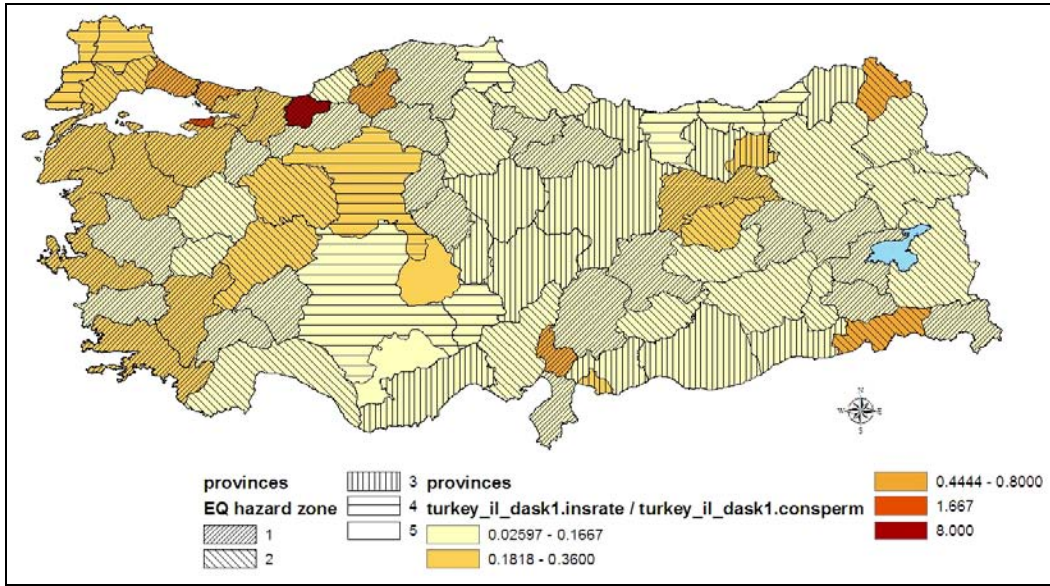 N
W E
S
provinces
EQ hazard zone
1
2
3
4
5
provinces
turkey_il_dask1.insrate / turkey_il_dask1.consperm
0.02597 - 0.1667
0.1818 - 0.3600
0.4444 - 0.8000
1.667
8.000